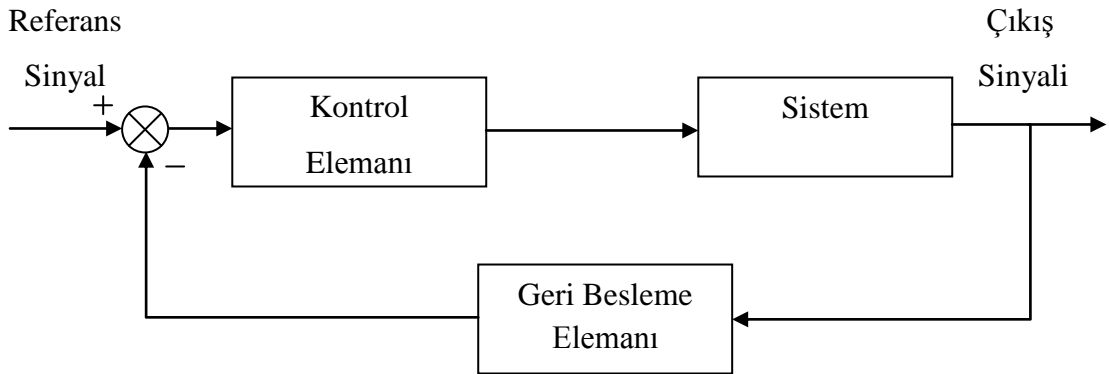 Referans
Sinyal
Çıkış
Sinyali
+
−
Kontrol
Elemanı
Sistem
Geri Besleme
Elemanı